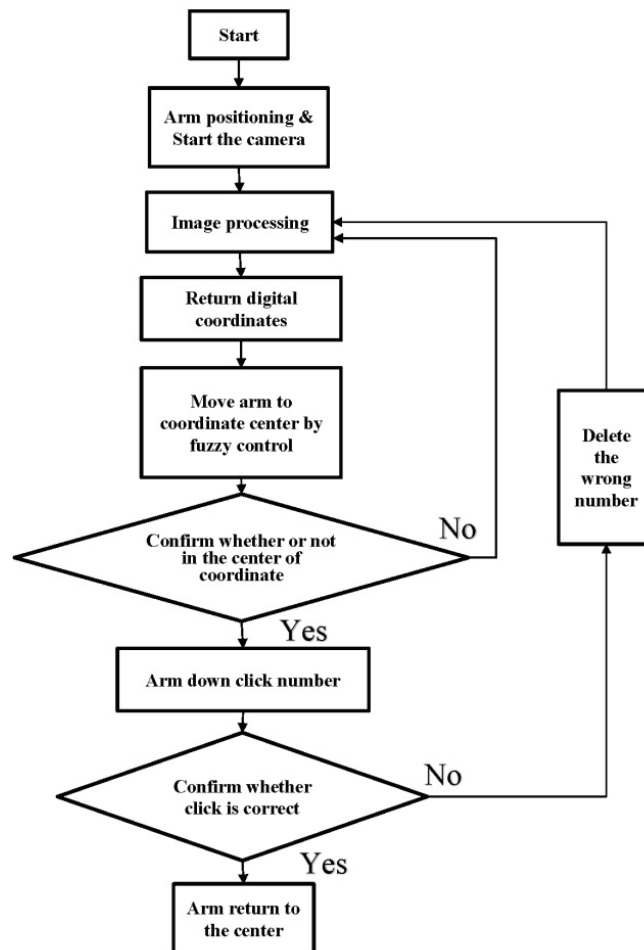 Start
Arm positioning &
Start the camera
Image processing
Return digital
coordinates
Move arm to
coordinate center by
fuzzy control
Delete
the
wrong
number
Confirm whether or not
in the center of
coordinate
No
Yes
Arm down click number
Confirm whether
click is correct
No
Yes
Arm return to
the center